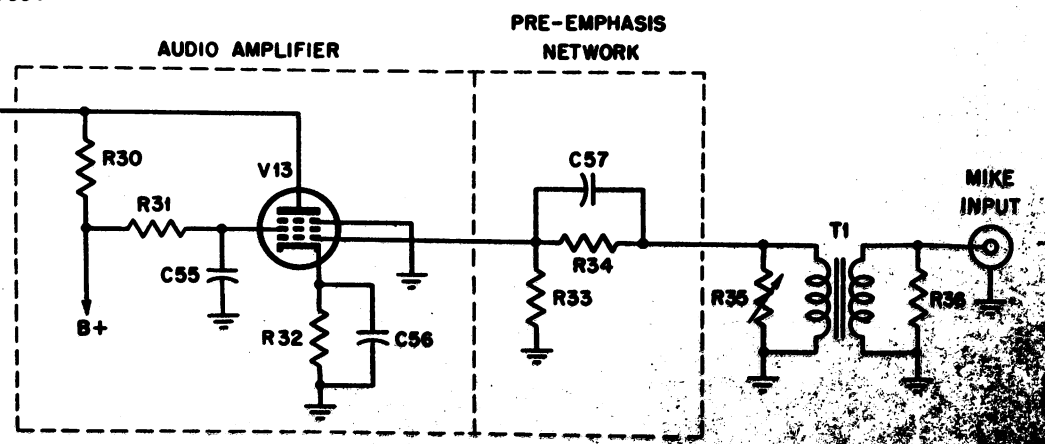 PRE-EMPHASIS
NETWORK
AUDIO AMPLIFIER
R30
V13
C57
MIKE
INPUT
R31
T1
C55
R34
R33
R35
R36
B+
R32
C56